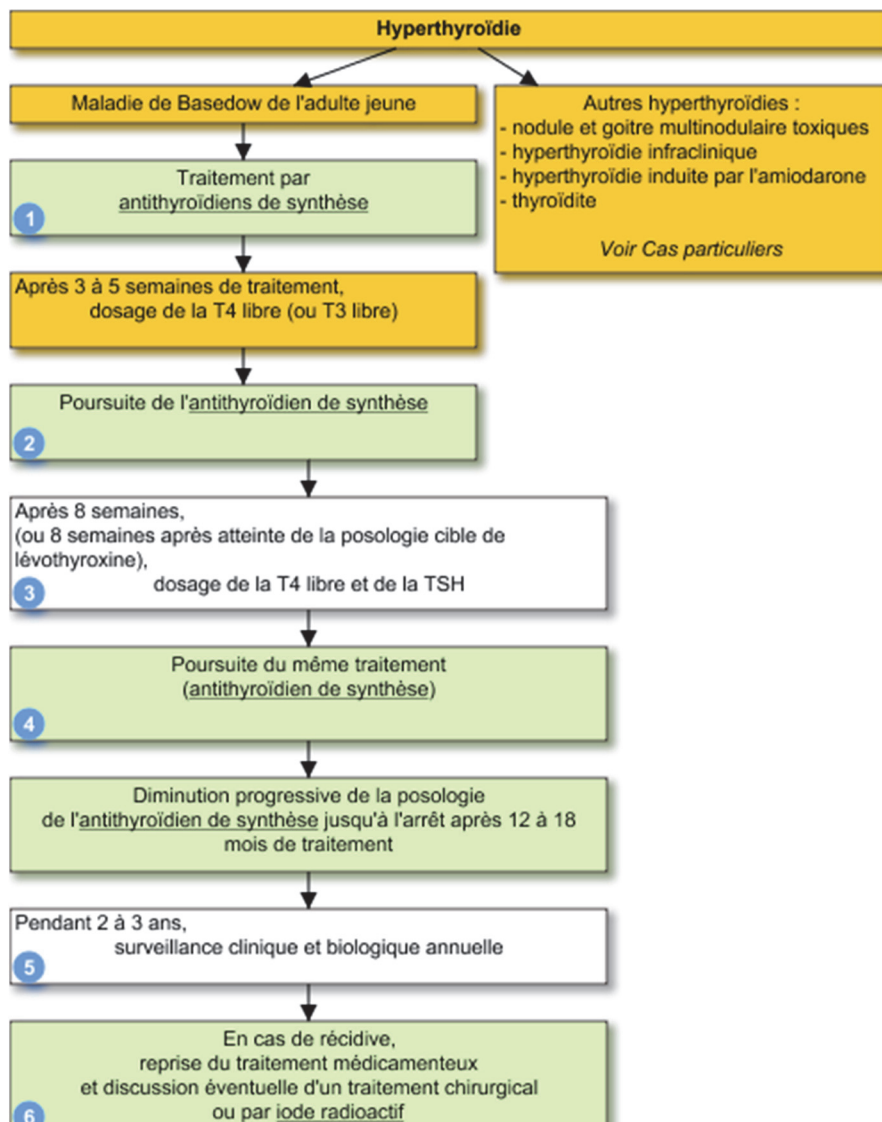 Hyperthyroïdie
Maladie de Basedow de l'adulte jeune
Autres hyperthyroïdies :
- nodule et goitre multinodulaire toxiques
- hyperthyroïdie infraclinique
- hyperthyroïdie induite par l'amiodarone
- thyroïdite
Voir Cas particuliers
Traitement par
antithyroïdiens de synthèse
1
Après 3 à 5 semaines de traitement,
dosage de la T4 libre (ou T3 libre)
Poursuite de l'antithyroïdien de synthèse
2
Après 8 semaines,
(ou 8 semaines après atteinte de la posologie cible de
lévothyroxine),
dosage de la T4 libre et de la TSH
3
Poursuite du même traitement
(antithyroïdien de synthèse)
4
Diminution progressive de la posologie
de l'antithyroïdien de synthèse jusqu'à l'arrêt après 12 à 18
mois de traitement
Pendant 2 à 3 ans,
surveillance clinique et biologique annuelle
5
En cas de récidive,
reprise du traitement médicamenteux
et discussion éventuelle d'un traitement chirurgical
ou par iode radioactif
6